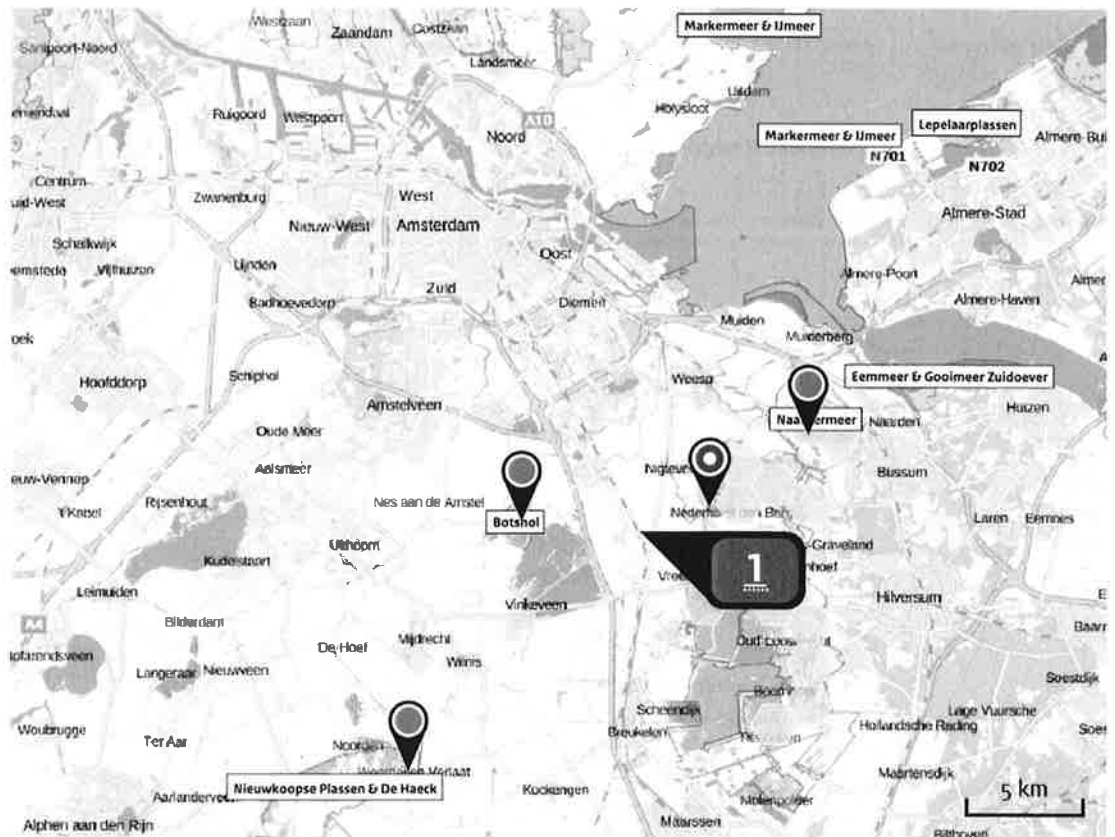 Westzaan
Zaandam
Oostzaan
Markermeer & IJmeer
Santpoort-Noord
Landsmeer
Uitdam
Holysloot
Ruigoord
Westpoort
A10
Noord
Markermeer & IJmeer
Lepelaarplassen
N701
N702
Centrum
West
Zwanenburg
Nieuw-West
Amsterdam
Almere-Stad
Schalkwijk
Vijfhuizen
Lijnden
Oost
Almere-Poort
Zuid
Badhoevedorp
Diemen
Almere-Haven
Muiden
Muiderberg
Schiphol
Hoofddorp
Weesp
Eemmeer & Gooimeer Zuidoever
Amstelveen
Huizen
Naarden
Oude Meer
Aalsmeer
Bussum
Rijsenhout
Nes aan de Amstel
Botshol
Laren
Eemnes
Uithoorn
Kudelstaart
1
Leimuiden
Vinkeveen
Hilversum
Bilderdam
A4
De Hoef
Mijdrecht
Wilnis
Langeraar
Nieuwveen
Soestdijk
Woubrugge
Scheendijk
Lage Vuursche
Hollandsche Rading
Ter Aar
Noorden
Breukelen
Maartensdijk
Nieuwkoopse Plassen & De Haeck
Kockengen
5 km
Molenpolder
Alphen aan den Rijn
Maarssen